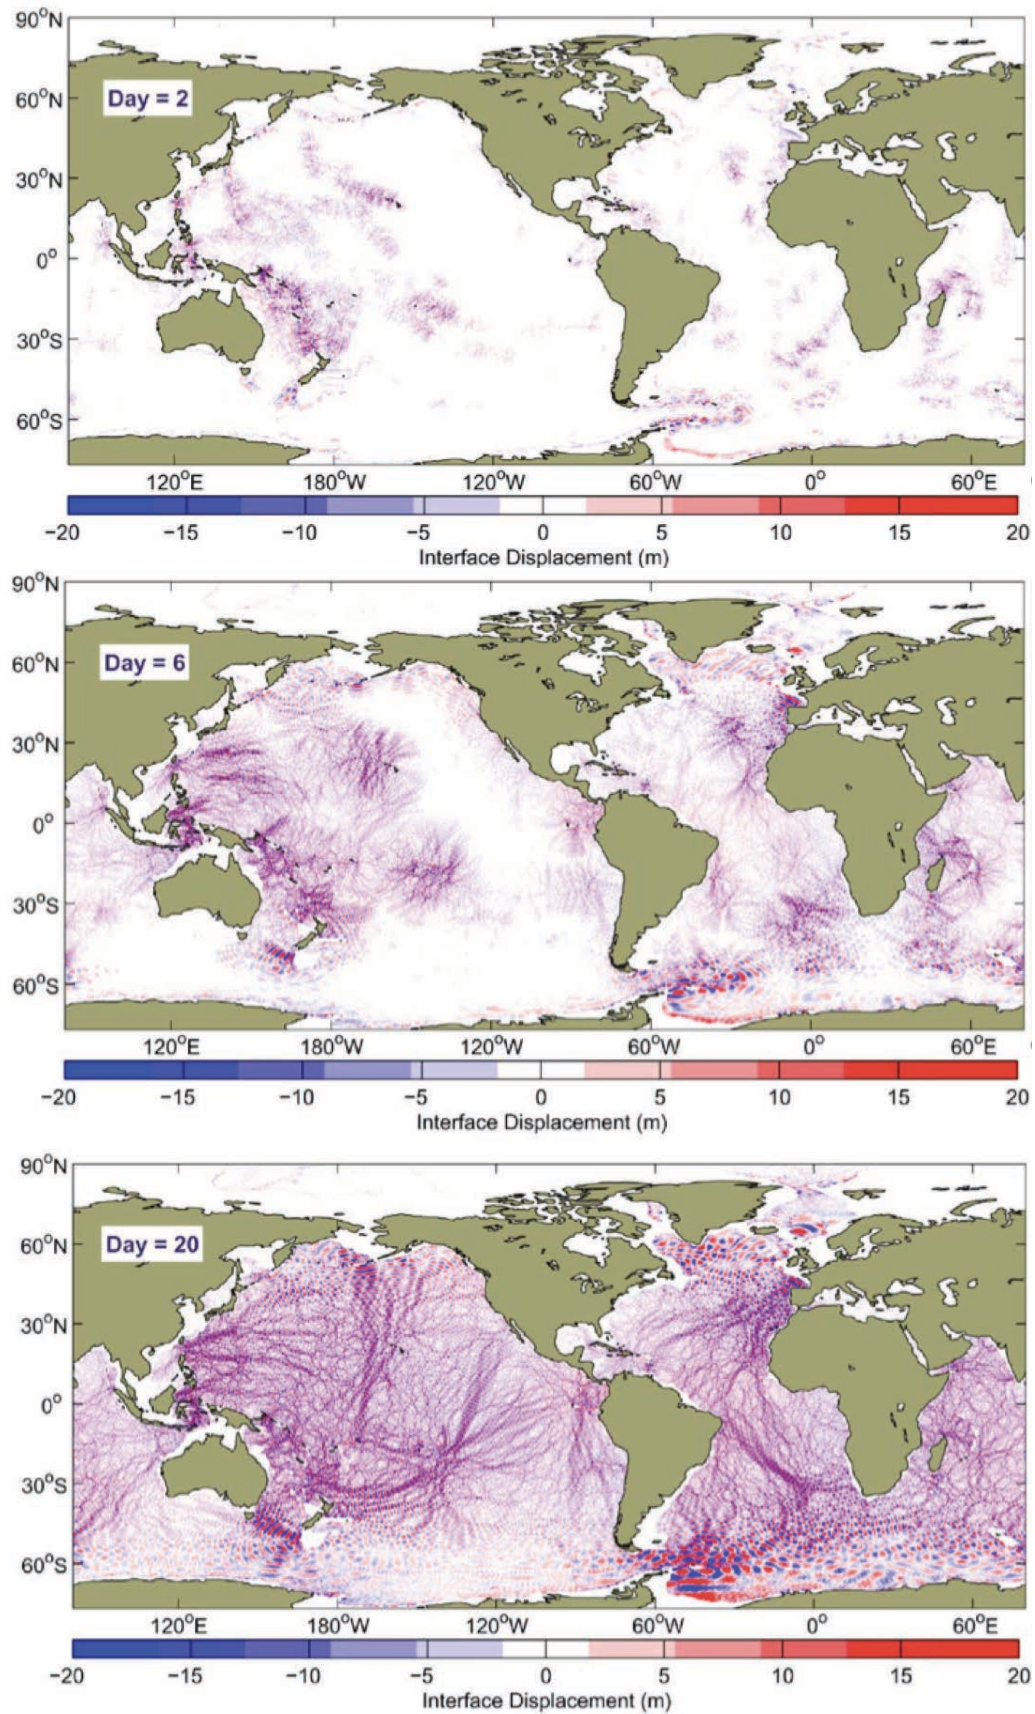 90°N
Day = 2
60°N
30°N
0°
30°S
60°S
120°E 180°W 120°W 60°W 0° 60°E
−20 −15 −10 −5 0 5 10 15 20
Interface Displacement (m)
90°N
Day = 6
60°N
30°N
0°
30°S
60°S
120°E 180°W 120°W 60°W 0° 60°E
−20 −15 −10 −5 0 5 10 15 20
Interface Displacement (m)
90°N
Day = 20
60°N
30°N
0°
30°S
60°S
120°E 180°W 120°W 60°W 0° 60°E
−20 −15 −10 −5 0 5 10 15 20
Interface Displacement (m)